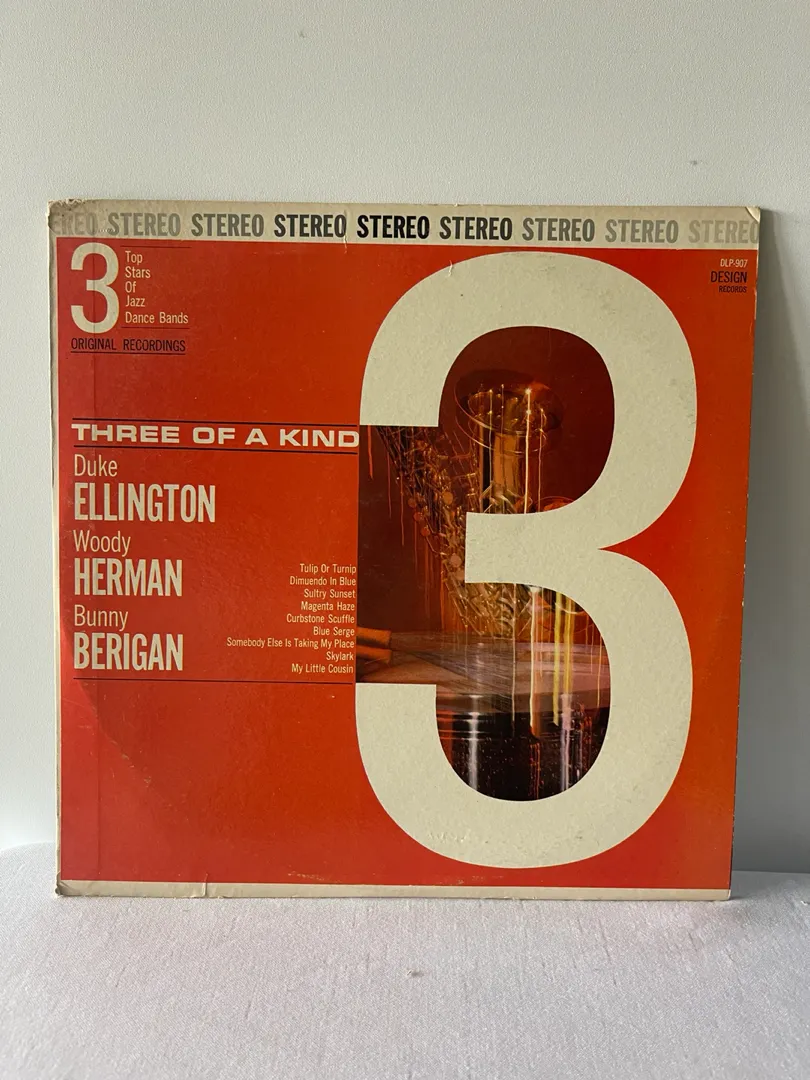 EREO STEREO STEREO STEREO STEREO STEREO STEREO STEREO STEREO
3
Top
Stars
Of
Jazz
Dance Bands
ORIGINAL RECORDINGS
DLP-907
DESIGN
RECORDS
3
THREE OF A KIND
Duke
ELLINGTON
Woody
HERMAN
Bunny
BERIGAN
Tulip Or Turnip
Dimuendo In Blue
Sultry Sunset
Magenta Haze
Curbstone Scuffle
Blue Serge
Somebody Else Is Taking My Place
Skylark
My Little Cousin